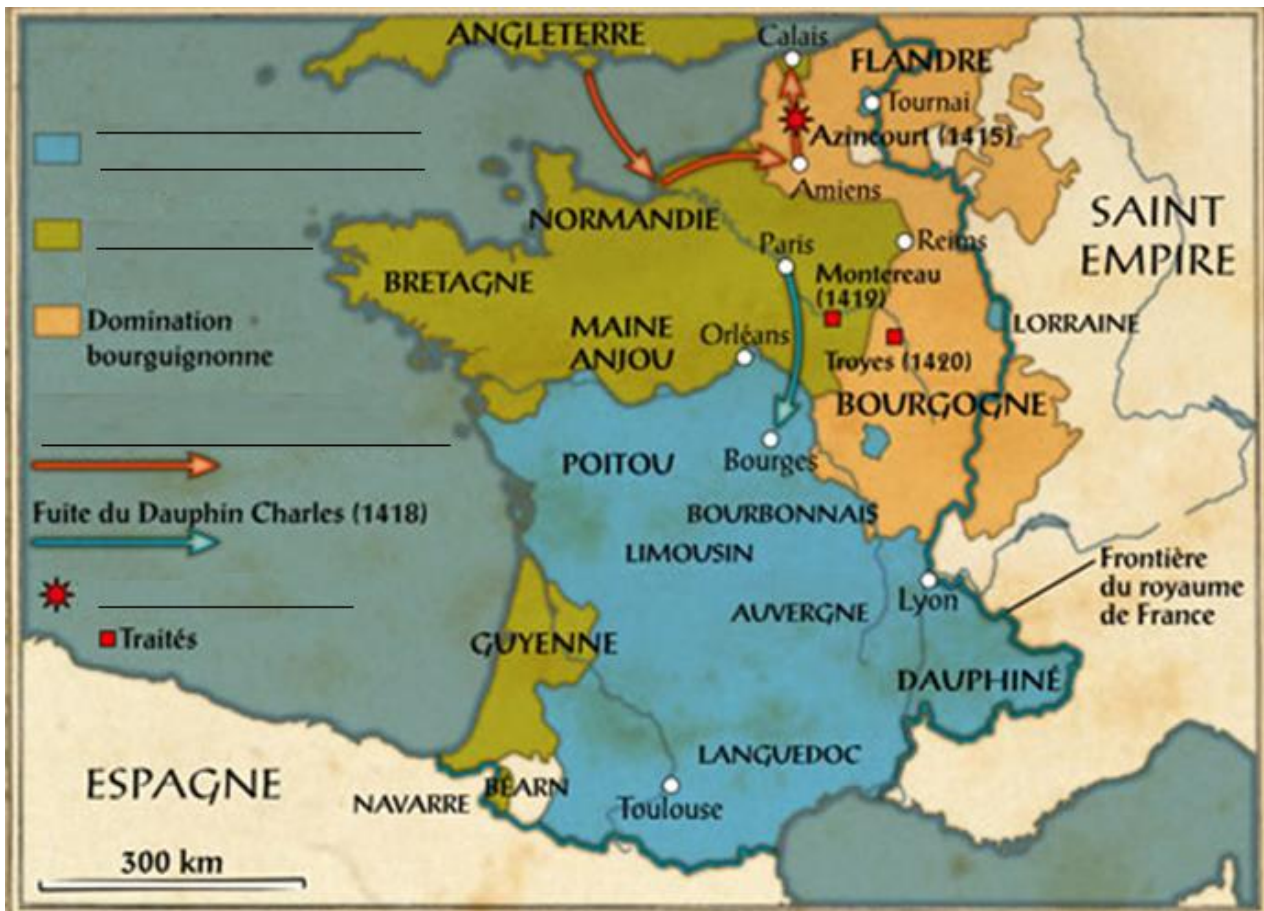 ANGLETERRE
Calais
FLANDRE
Tournai
Azincourt (1415)
Amiens
SAINT
EMPIRE
NORMANDIE
Paris
Reims
BRETAGNE
Montereau
(1419)
MAINE
ANJOU
Orléans
LORRAINE
Troyes (1420)
Domination
bourguignonne
BOURGOGNE
POITOU
Bourges
Fuite du Dauphin Charles (1418)
BOURBONNAIS
LIMOUSIN
Frontière
du royaume
de France
AUVERGNE
Lyon
Traités
GUYENNE
DAUPHINÉ
LANGUEDOC
ESPAGNE
NAVARRE
BÉARN
Toulouse
300 km